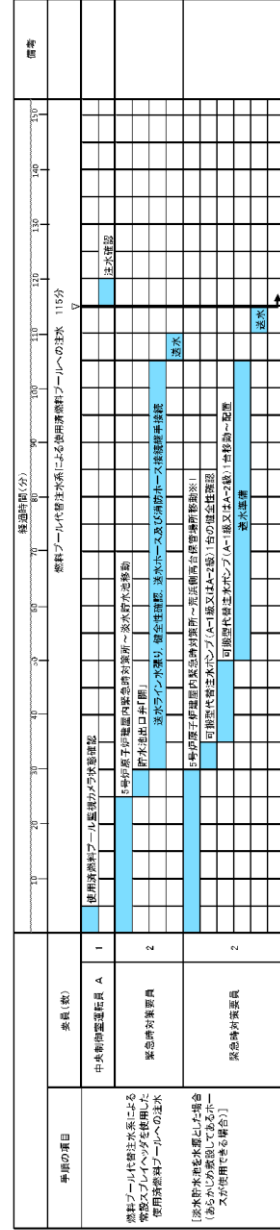 経過時間(分)
備考
10
20
30
40
50
60
70
80
90
100
110
120
130
140
150
手順の項目
要員(数)
燃料プール代替注水系による使用済燃料プールへの注水 115分
燃料プール代替注水系による
常設スプレイヘッダを使用した
使用済燃料プールへの注水
[淡水貯水池を水源とした場合
(あらかじめ敷設してあるホー
スが使用できる場合)]
中央制御室運転員 A
1
使用済燃料プール監視カメラ状態確認
注水確認
緊急時対策要員
2
5号炉原子炉建屋内緊急時対策所～淡水貯水池移動
貯水池出口弁「開」
送水ライン水張り、健全性確認、送水ホース及び消防ホース接続継手接続
送水
緊急時対策要員
2
5号炉原子炉建屋内緊急時対策所～荒浜側高台保管場所移動※1
可搬型代替注水ポンプ(A-1級又はA-2級)1台の健全性確認
可搬型代替注水ポンプ(A-1級又はA-2級)1台移動～配置
送水準備
送水